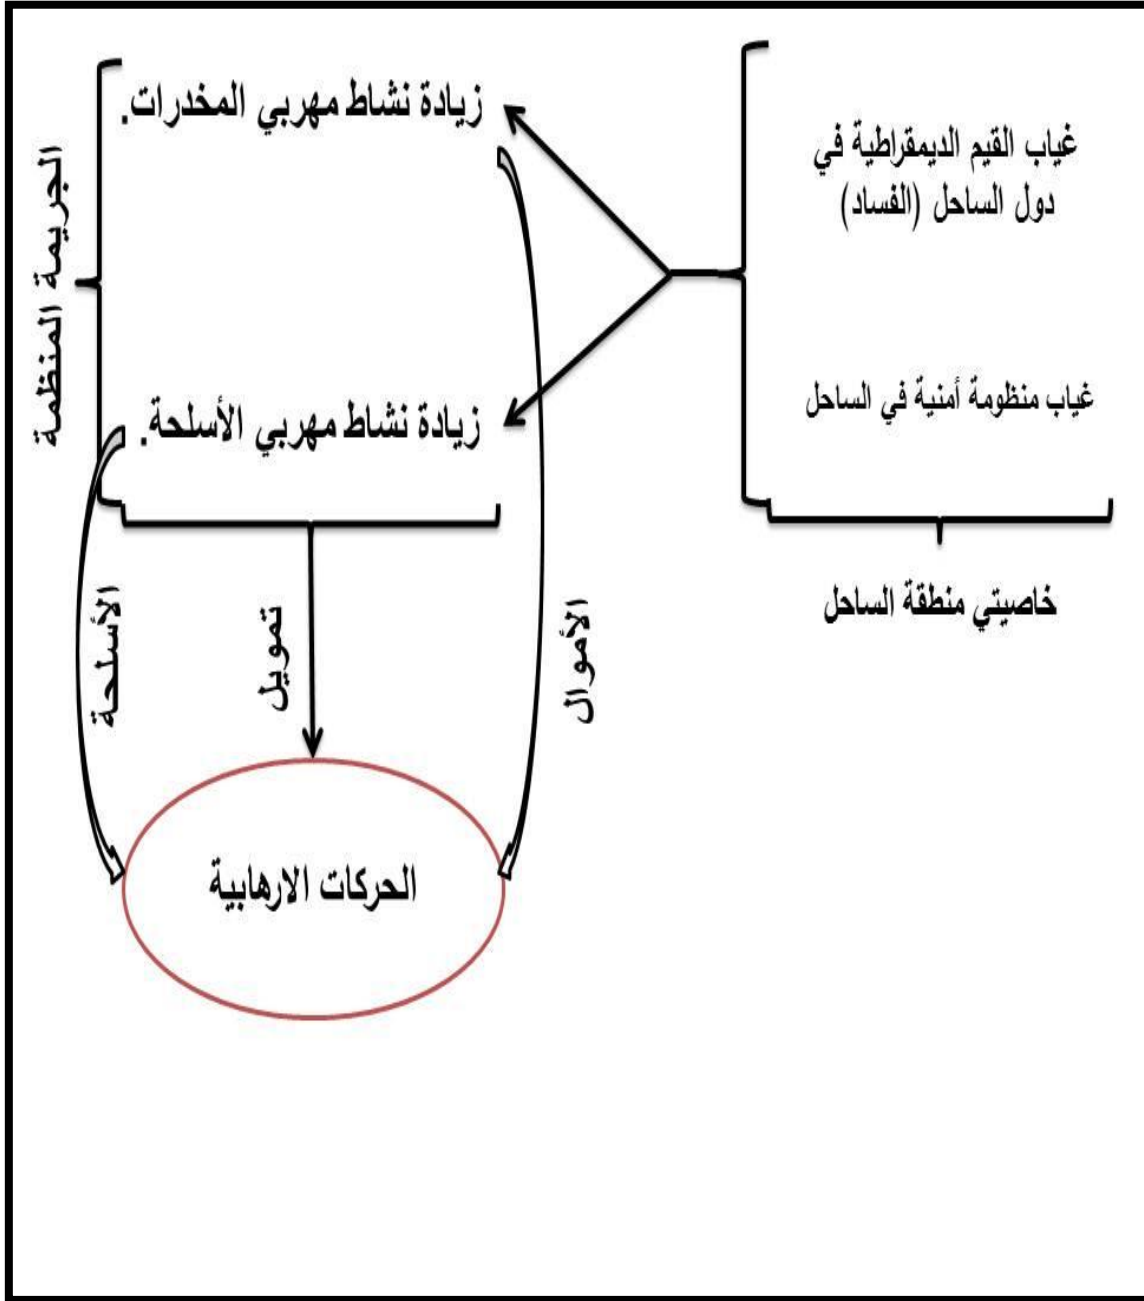 غياب القيم الديمقراطية في
دول الساحل (الفساد)
غياب منظومة أمنية في الساحل
خاصيتي منطقة الساحل
زيادة نشاط مهربي المخدرات.
زيادة نشاط مهربي الأسلحة.
الجريمة المنظمة
الأموال
تمويل
الأسلحة
الحركات الارهابية